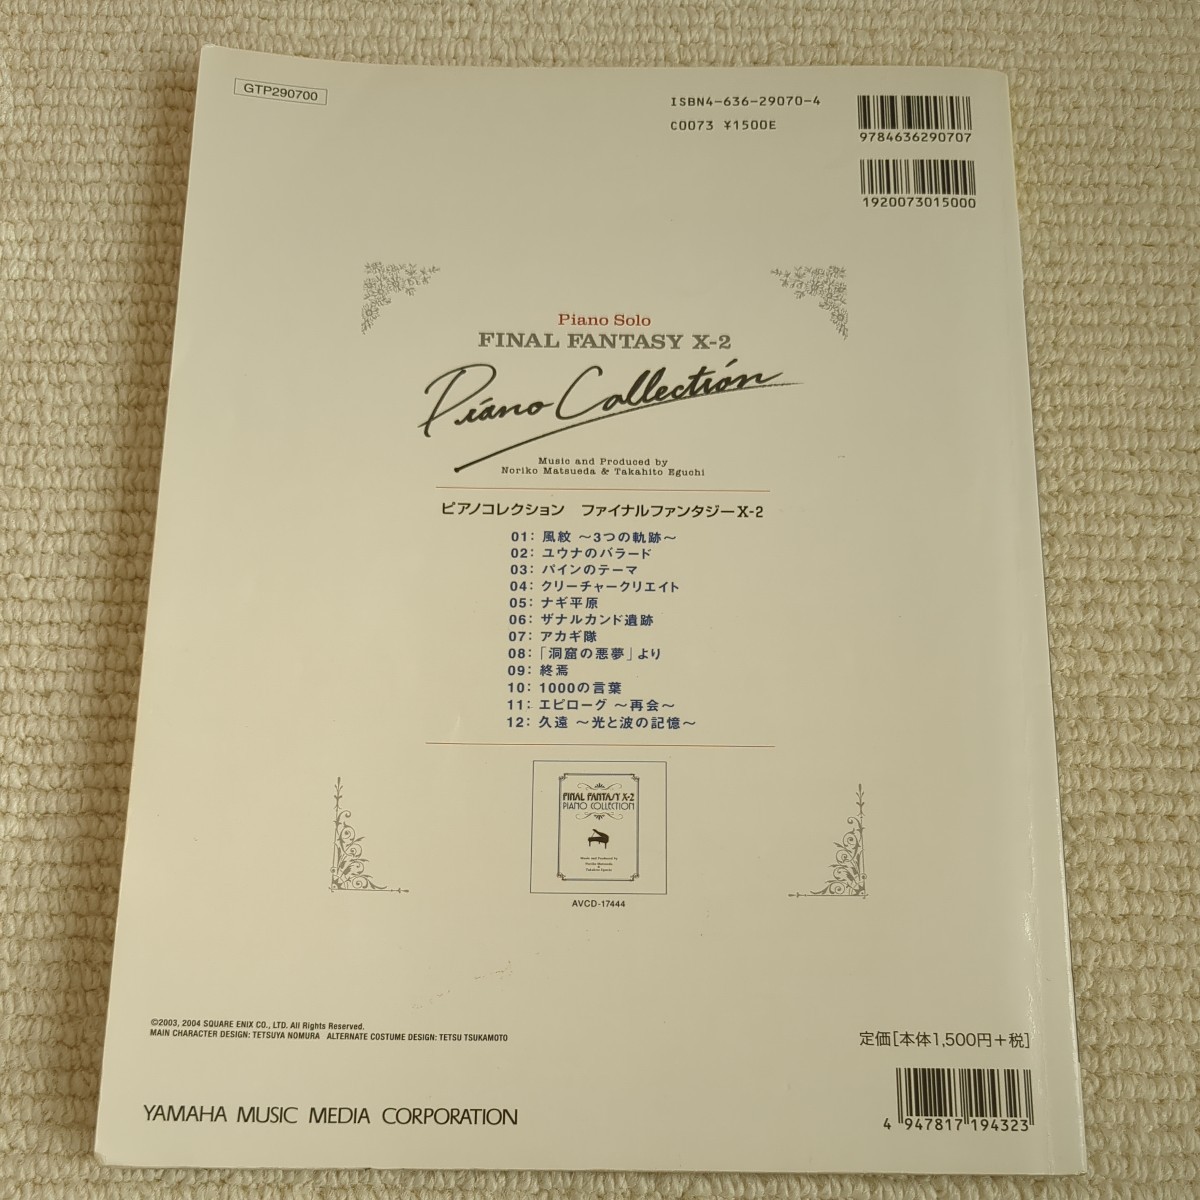 GTP290700
ISBN4-636-29070-4
C0073 ¥1500E
9784636290707
1920073015000
Piano Solo
FINAL FANTASY X-2
Piano Collection
Music and Produced by
Noriko Matsueda & Takahito Eguchi
ピアノコレクション ファイナルファンタジーX-2
01: 風紋 ～3つの軌跡～
02: ユウナのバラード
03: パインのテーマ
04: クリーチャークリエイト
05: ナギ平原
06: ザナルカンド遺跡
07: アカギ隊
08: 「洞窟の悪夢」より
09: 終焉
10: 1000の言葉
11: エピローグ ～再会～
12: 久遠 ～光と波の記憶～
FINAL FANTASY X-2
PIANO COLLECTION
Music and Produced by
Noriko Matsueda
&
Takahito Eguchi
AVCD-17444
©2003, 2004 SQUARE ENIX CO., LTD. All Rights Reserved.
MAIN CHARACTER DESIGN: TETSUYA NOMURA ALTERNATE COSTUME DESIGN: TETSU TSUKAMOTO
定価[本体1,500円+税]
YAMAHA MUSIC MEDIA CORPORATION
4 947817 194323